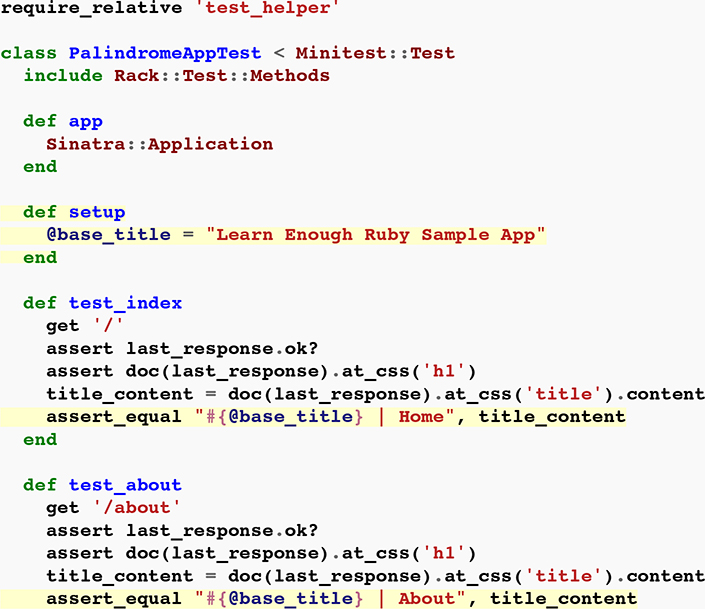 require_relative 'test_helper'

class PalindromeAppTest < Minitest::Test
  include Rack::Test::Methods

  def app
    Sinatra::Application
  end

  def setup
    @base_title = "Learn Enough Ruby Sample App"
  end

  def test_index
    get '/'
    assert last_response.ok?
    assert doc(last_response).at_css('h1')
    title_content = doc(last_response).at_css('title').content
    assert_equal "#{@base_title} | Home", title_content
  end

  def test_about
    get '/about'
    assert last_response.ok?
    assert doc(last_response).at_css('h1')
    title_content = doc(last_response).at_css('title').content
    assert_equal "#{@base_title} | About", title_content